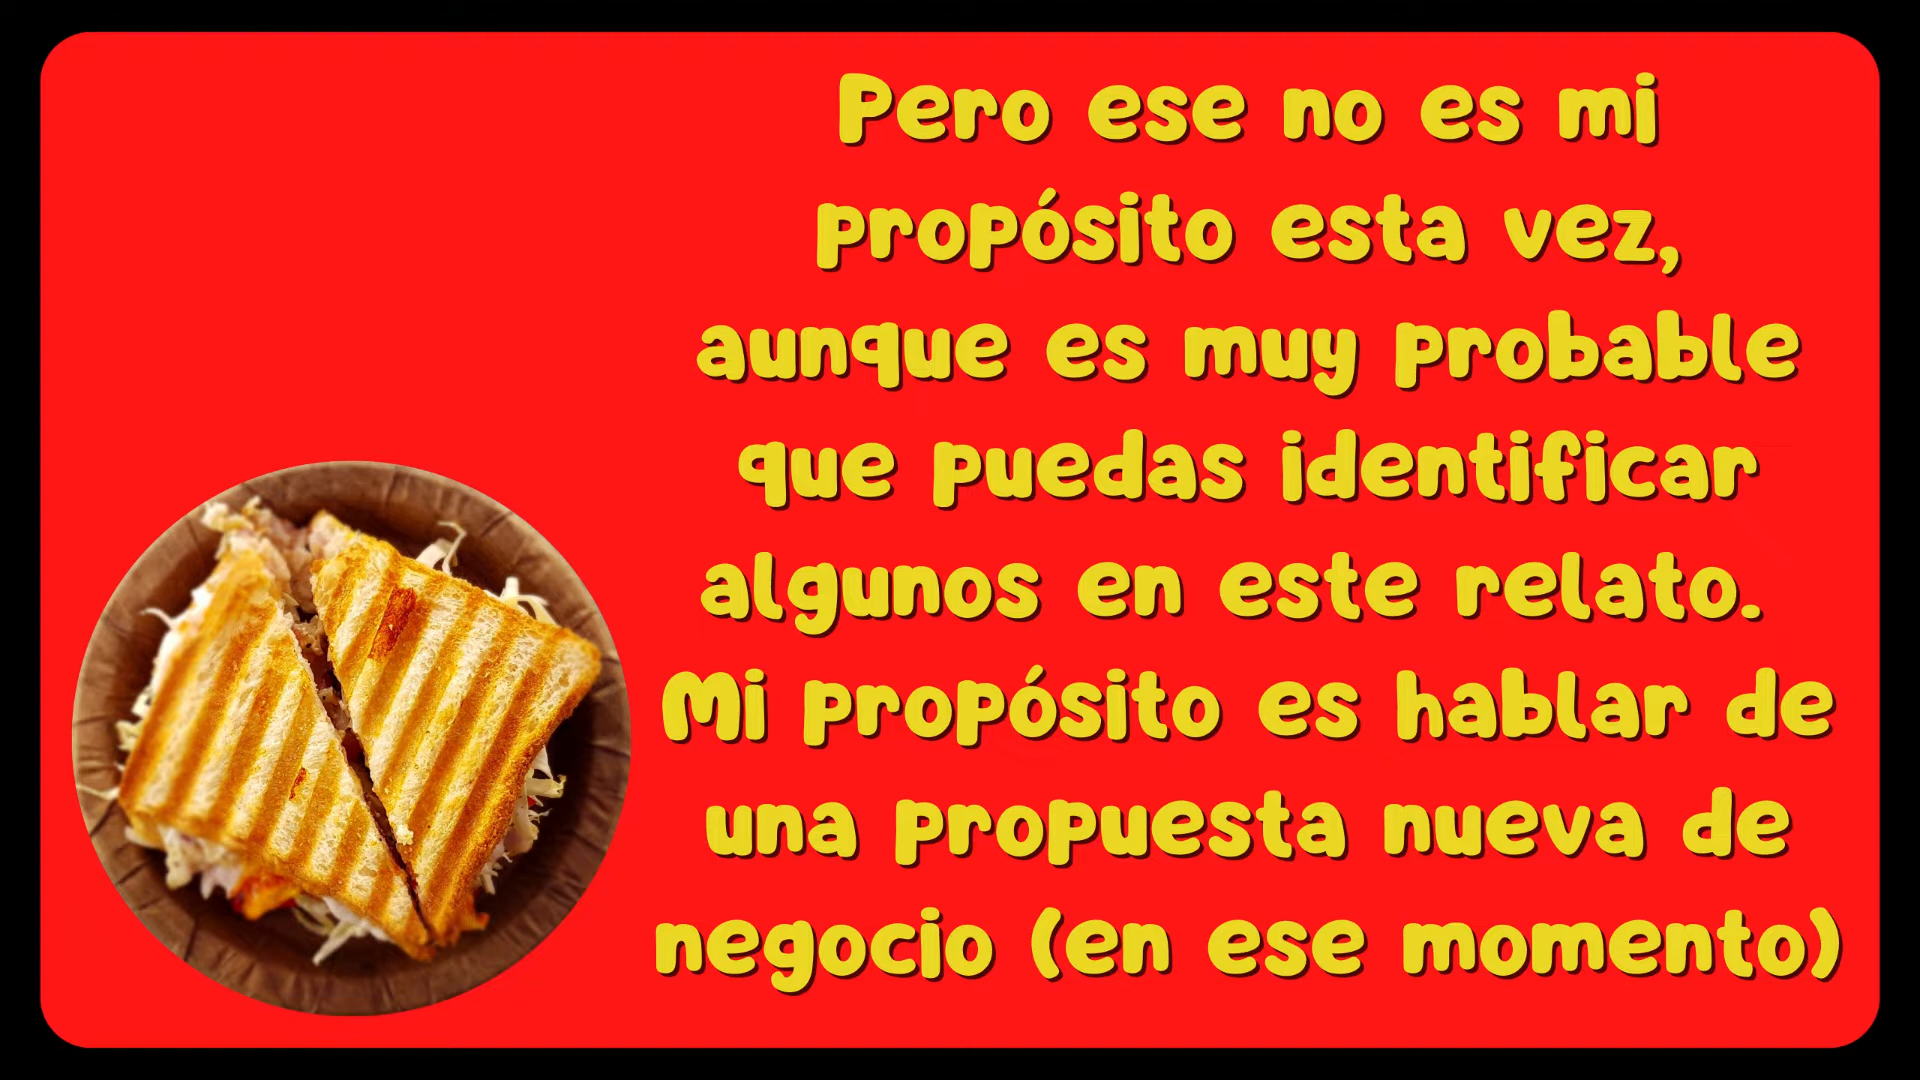 Pero ese no es mi
propósito esta vez,
aunque es muy probable
que puedas identificar
algunos en este relato.
Mi propósito es hablar de
una propuesta nueva de
negocio (en ese momento)